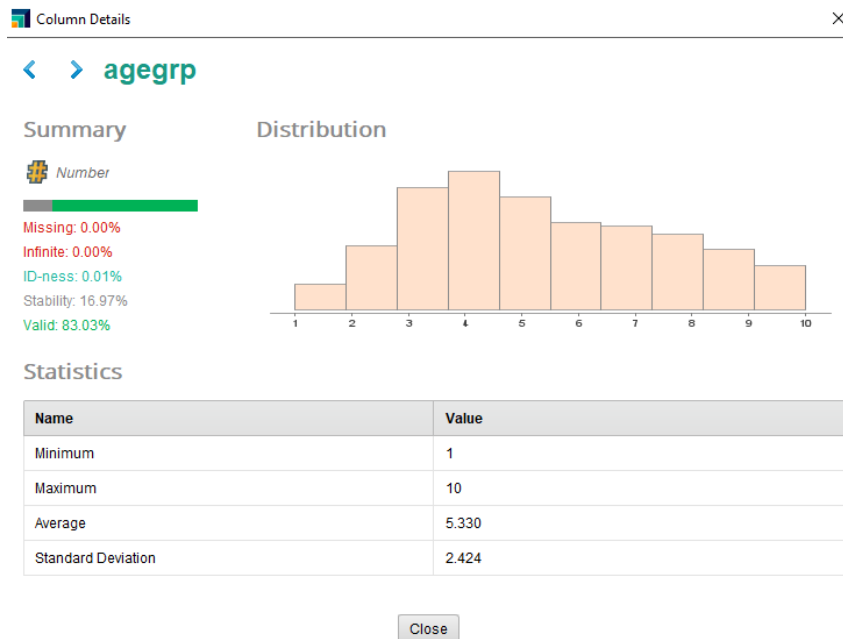 Column Details
agegrp
Summary
Distribution
Number
Missing: 0.00%
Infinite: 0.00%
ID-ness: 0.01%
Stability: 16.97%
Valid: 83.03%
1 2 3 4 5 6 7 8 9 10
Statistics
Name Value
Minimum 1
Maximum 10
Average 5.330
Standard Deviation 2.424
Close